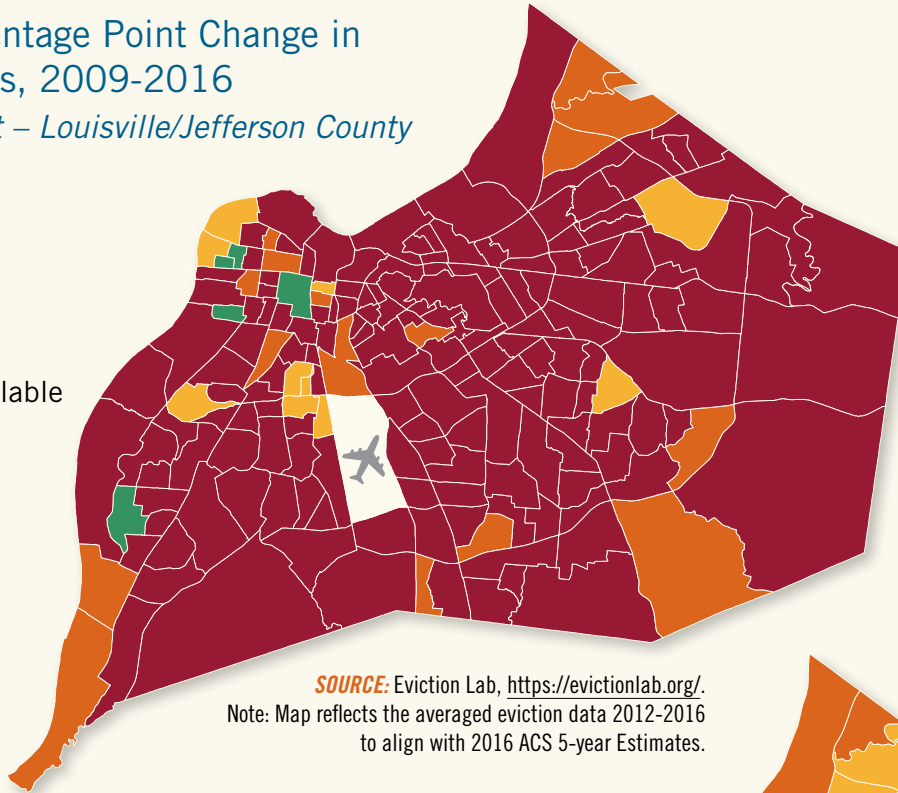 ntage Point Change in
s, 2009-2016
t – Louisville/Jefferson County
lable
SOURCE: Eviction Lab, https://evictionlab.org/.
Note: Map reflects the averaged eviction data 2012-2016
to align with 2016 ACS 5-year Estimates.